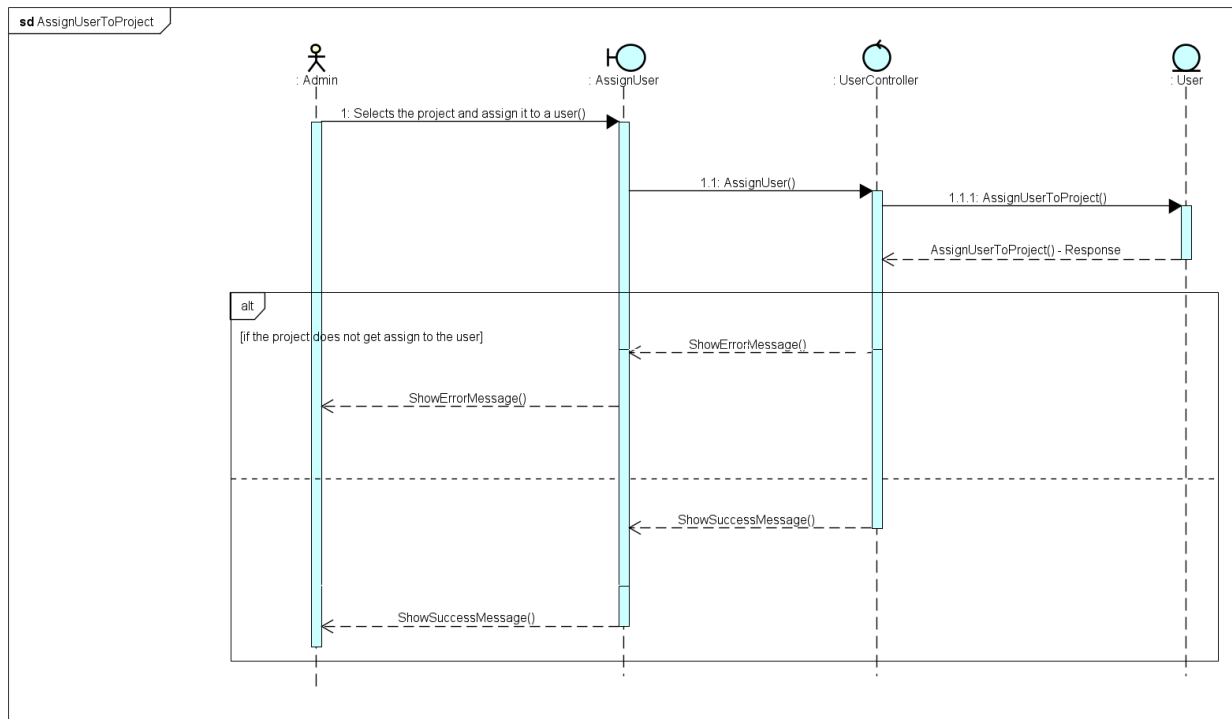 sd AssignUserToProject
: Admin
: AssignUser
: UserController
: User
1: Selects the project and assign it to a user()
1.1: AssignUser()
1.1.1: AssignUserToProject()
AssignUserToProject() - Response
alt
[if the project does not get assign to the user]
ShowErrorMessage()
ShowErrorMessage()
ShowSuccessMessage()
ShowSuccessMessage()